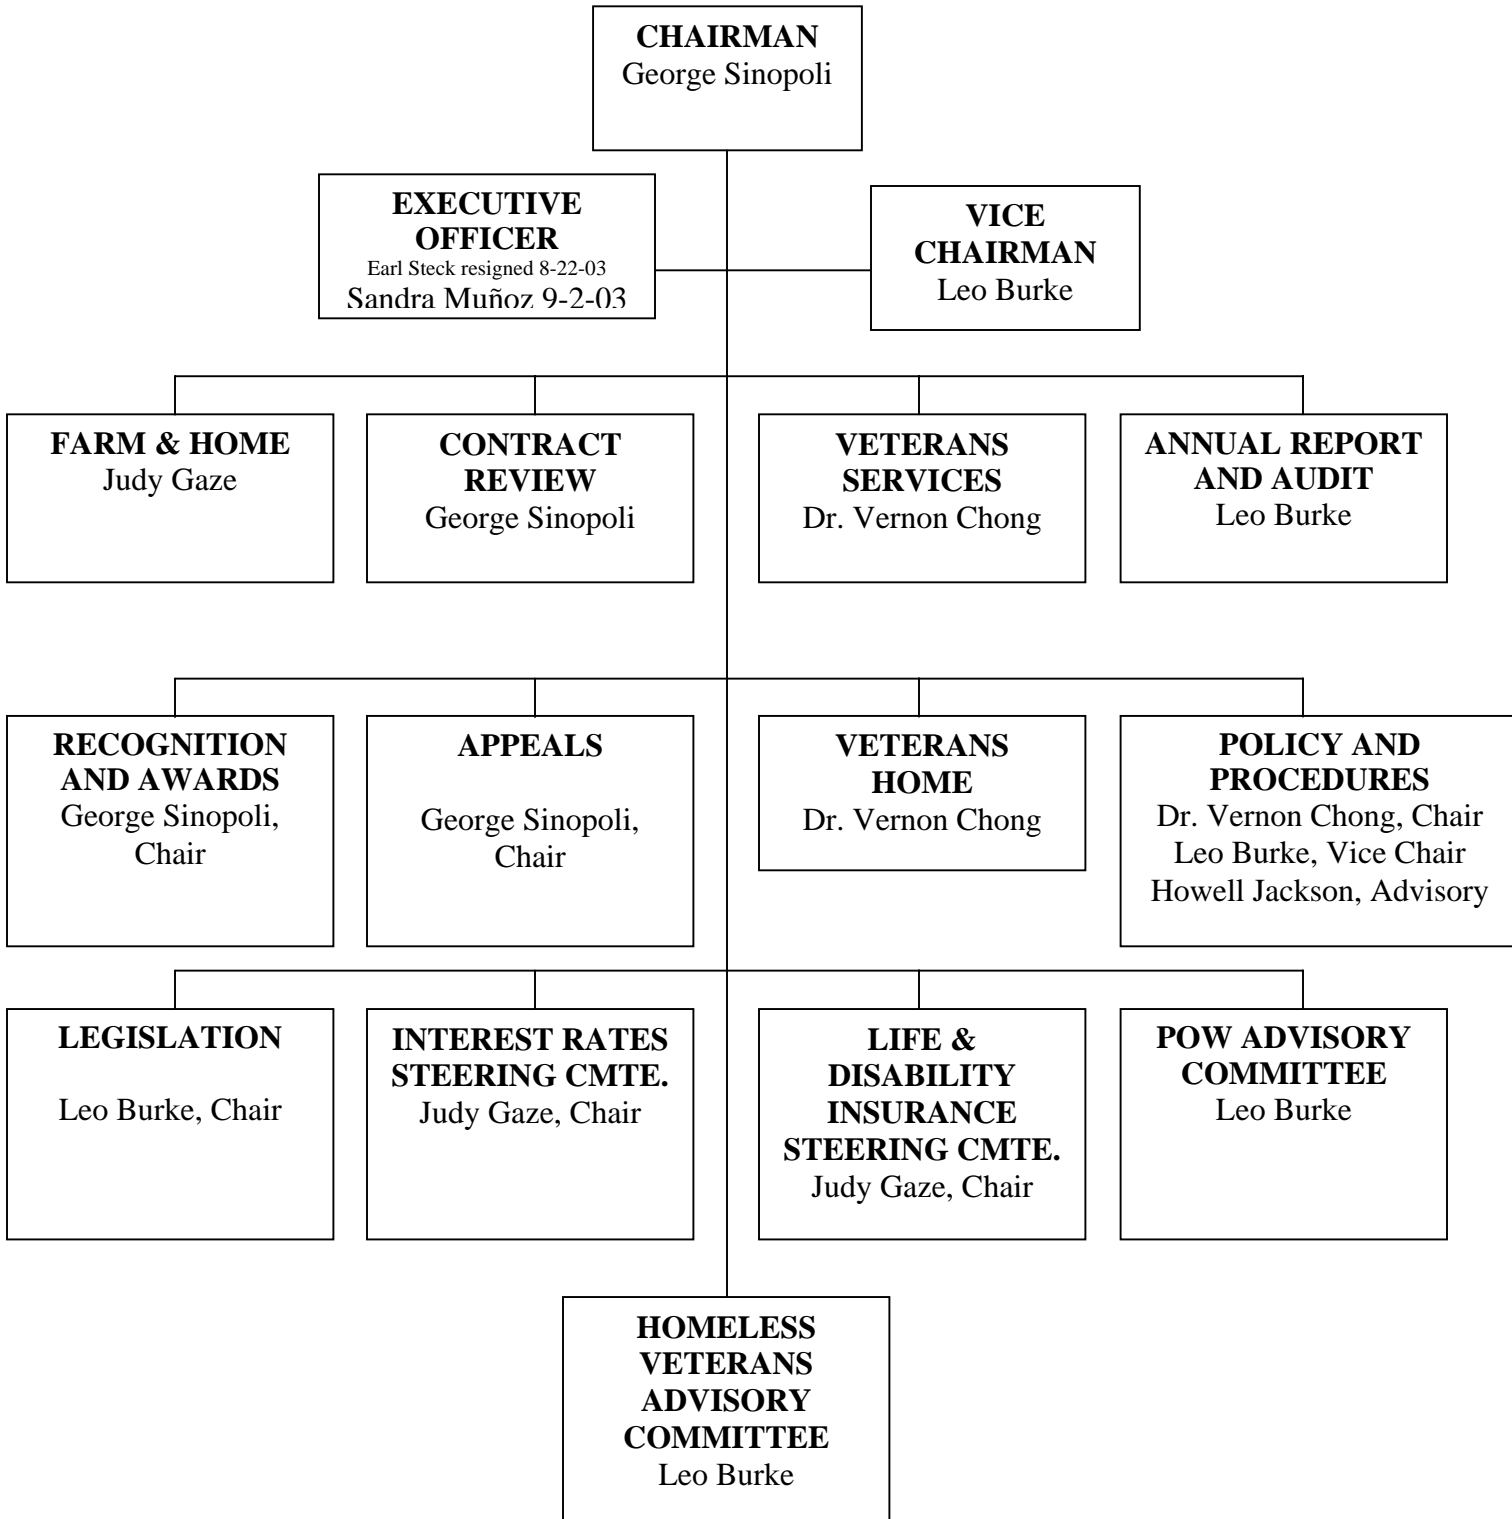 CHAIRMAN
George Sinopoli
EXECUTIVE
OFFICER
Earl Steck resigned 8-22-03
Sandra Muñoz 9-2-03
VICE
CHAIRMAN
Leo Burke
FARM & HOME
Judy Gaze
CONTRACT
REVIEW
George Sinopoli
VETERANS
SERVICES
Dr. Vernon Chong
ANNUAL REPORT
AND AUDIT
Leo Burke
RECOGNITION
AND AWARDS
George Sinopoli,
Chair
APPEALS
George Sinopoli,
Chair
VETERANS
HOME
Dr. Vernon Chong
POLICY AND
PROCEDURES
Dr. Vernon Chong, Chair
Leo Burke, Vice Chair
Howell Jackson, Advisory
LEGISLATION
Leo Burke, Chair
INTEREST RATES
STEERING CMTE.
Judy Gaze, Chair
LIFE &
DISABILITY
INSURANCE
STEERING CMTE.
Judy Gaze, Chair
POW ADVISORY
COMMITTEE
Leo Burke
HOMELESS
VETERANS
ADVISORY
COMMITTEE
Leo Burke